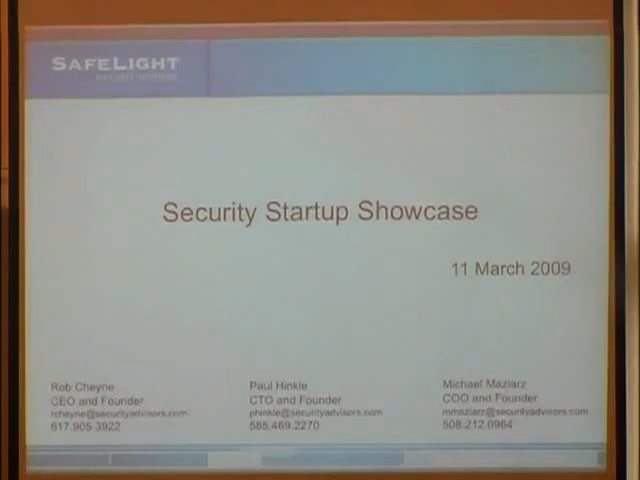 SAFELIGHT
SECURITY ADVISORS
Security Startup Showcase
11 March 2009
Rob Cheyne
CEO and Founder
rcheyne@securityadvisors.com
617.905.3922
Paul Hinkle
CTO and Founder
phinkle@securityadvisors.com
585.469.2270
Michael Maziarz
COO and Founder
mmaziarz@securityadvisors.com
508.212.0964